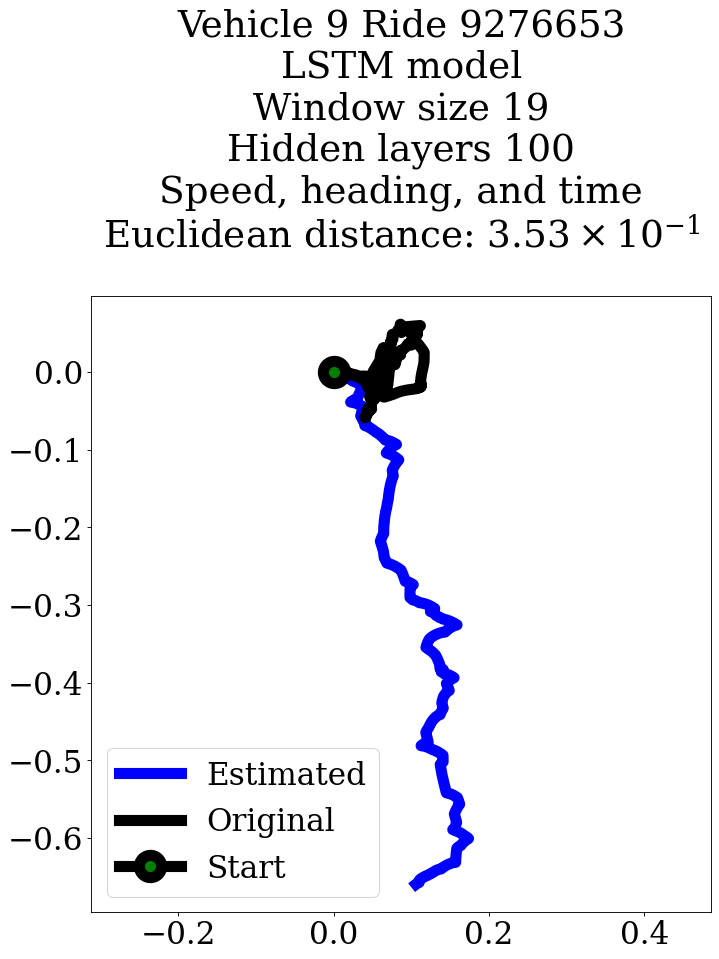 Vehicle 9 Ride 9276653
LSTM model
Window size 19
Hidden layers 100
Speed, heading, and time
Euclidean distance: 3.53 × 10⁻¹
0.0
−0.1
−0.2
−0.3
−0.4
−0.5
−0.6
Estimated
Original
Start
−0.2 0.0 0.2 0.4